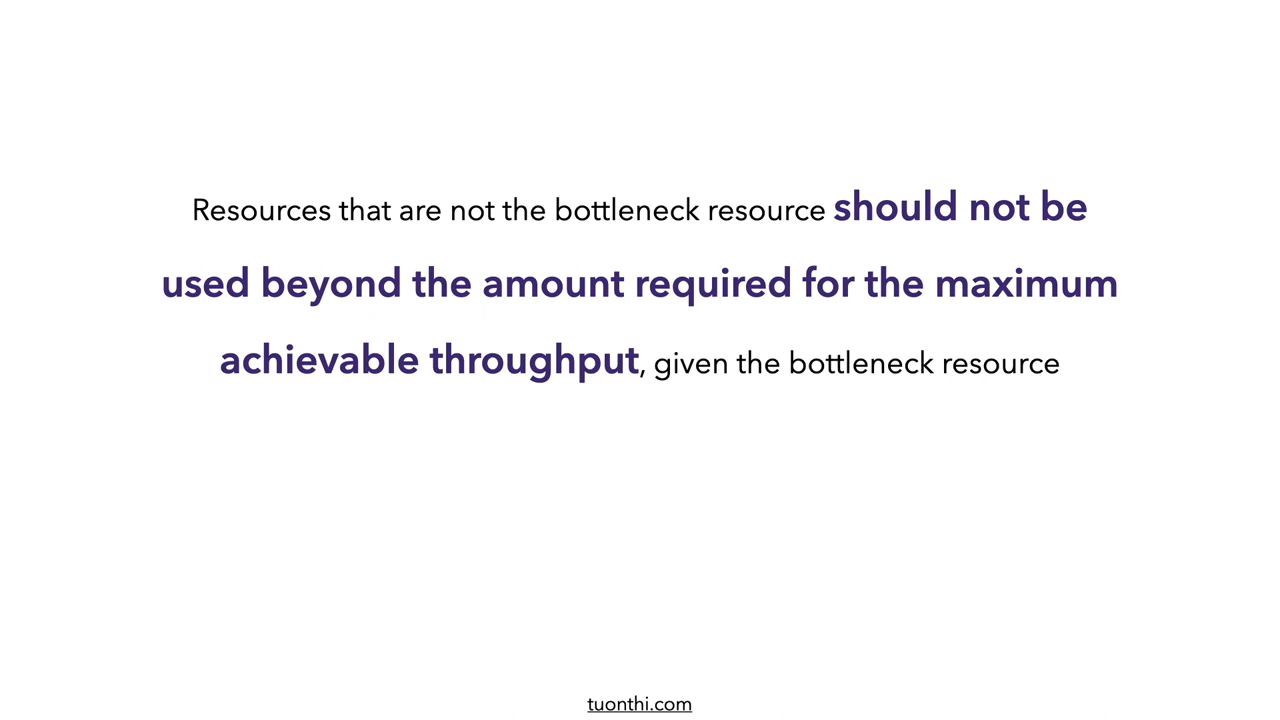 Resources that are not the bottleneck resource should not be
used beyond the amount required for the maximum
achievable throughput, given the bottleneck resource
tuonthi.com